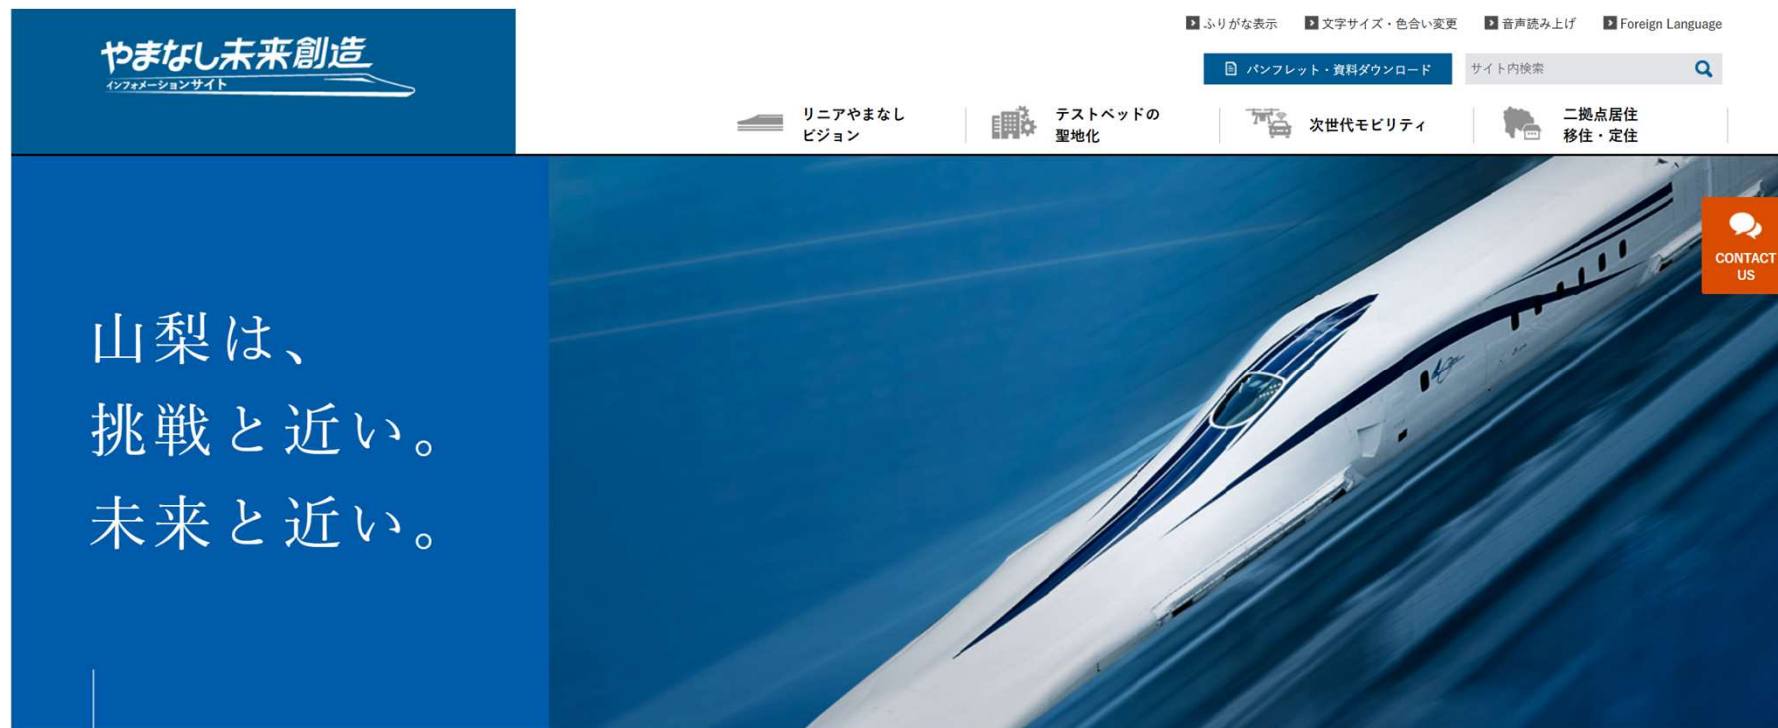 やまなし未来創造
インフォメーションサイト
ふりがな表示
文字サイズ・色合い変更
音声読み上げ
Foreign Language
パンフレット・資料ダウンロード
サイト内検索
リニアやまなし
ビジョン
テストベッドの
聖地化
次世代モビリティ
二拠点居住
移住・定住
CONTACT
US
山梨は、
挑戦と近い。
未来と近い。